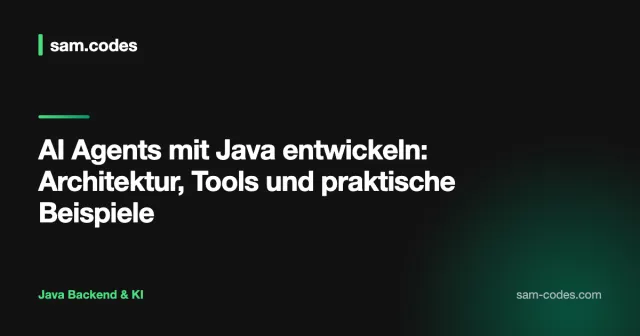 sam.codes
AI Agents mit Java entwickeln:
Architektur, Tools und praktische
Beispiele
Java Backend & KI
sam-codes.com